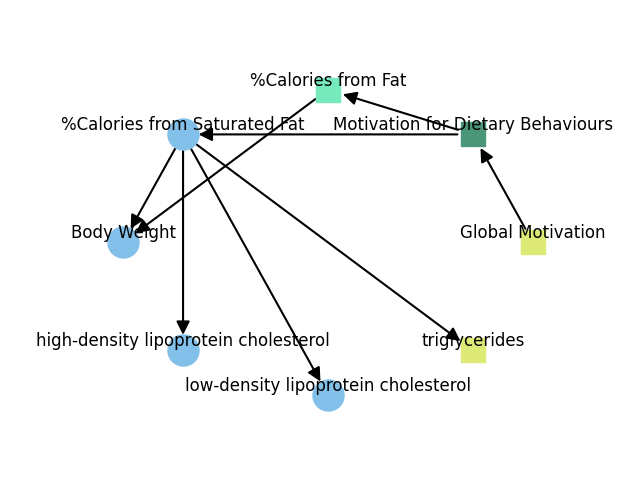 %Calories from Fat
%Calories from Saturated Fat
Motivation for Dietary Behaviours
Body Weight
Global Motivation
high-density lipoprotein cholesterol
triglycerides
low-density lipoprotein cholesterol